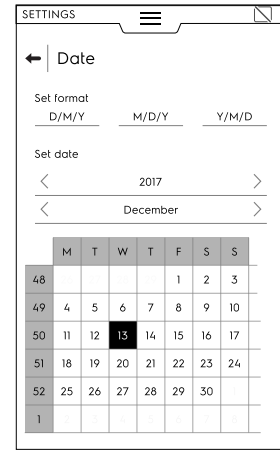 SETTINGS
Date
Set format
D/M/Y M/D/Y Y/M/D
Set date
2017
December
M T W T F S S
48 1 2 3
49 4 5 6 7 8 9 10
50 11 12 13 14 15 16 17
51 18 19 20 21 22 23 24
52 25 26 27 28 29 30
1